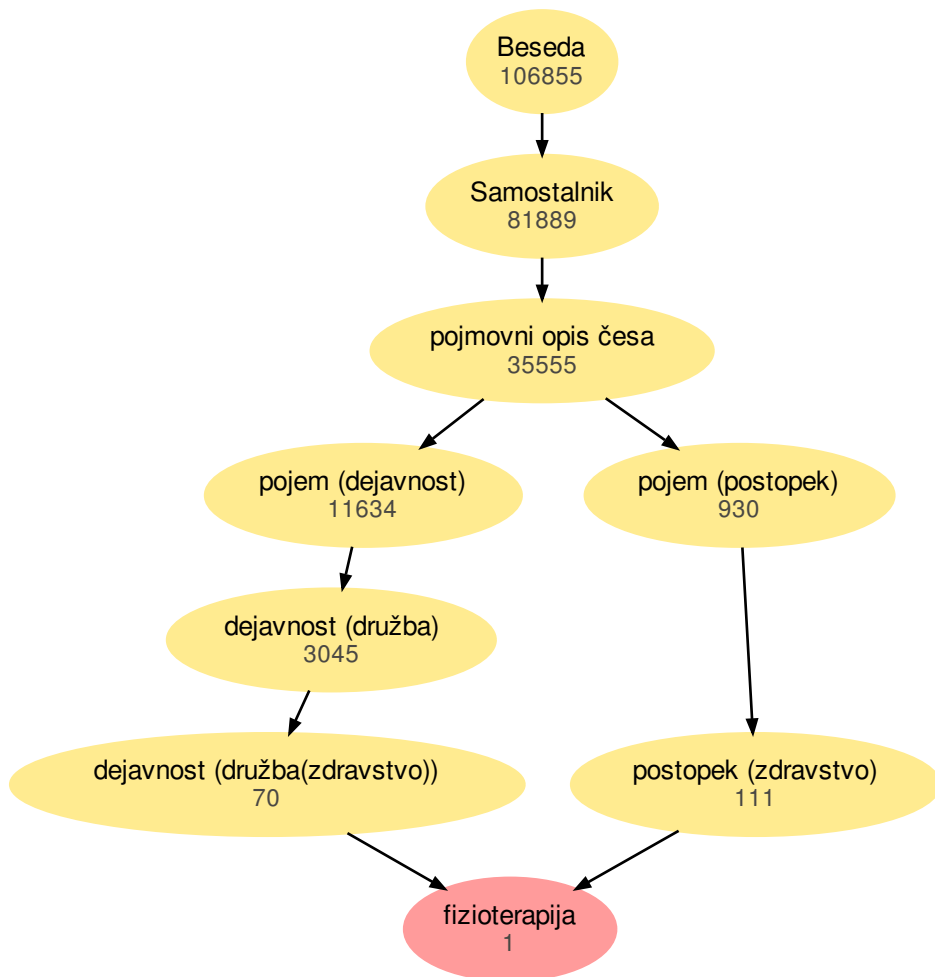 Beseda
106855
Samostalnik
81889
pojmovni opis česa
35555
pojem (dejavnost)
11634
pojem (postopek)
930
dejavnost (družba)
3045
dejavnost (družba(zdravstvo))
70
postopek (zdravstvo)
111
fizioterapija
1